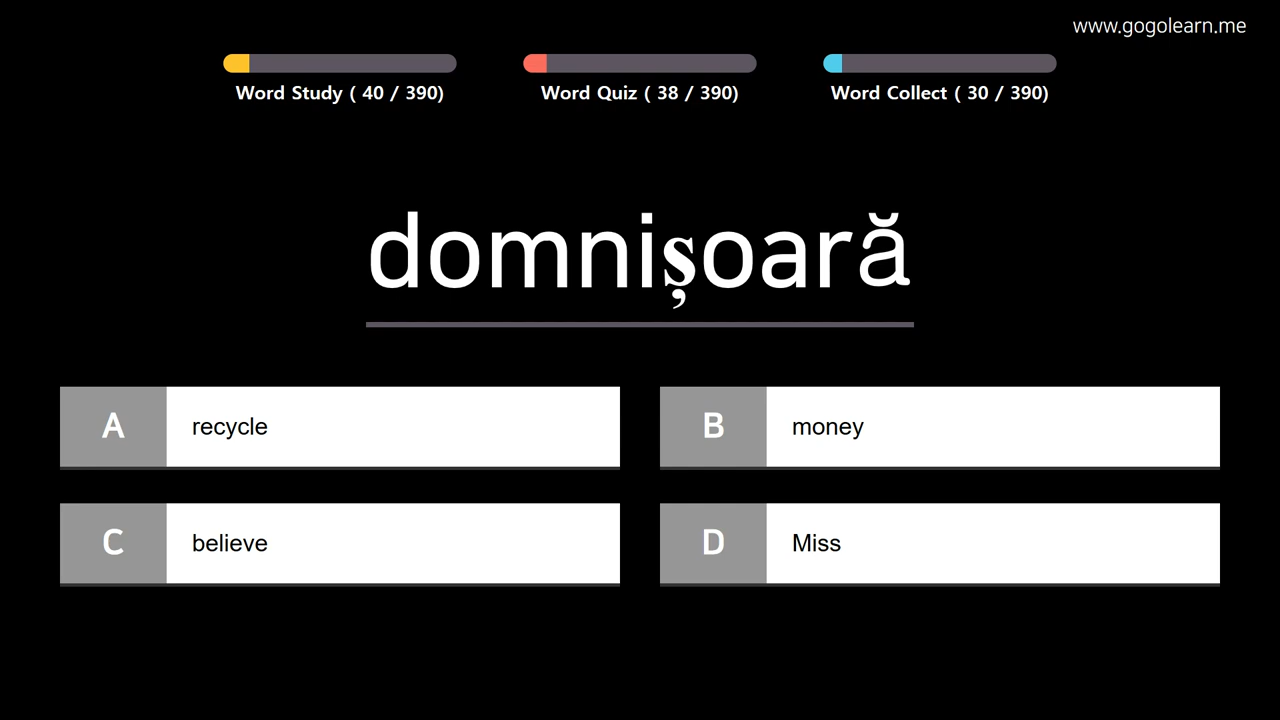 www.gogolearn.me
Word Study ( 40 / 390)
Word Quiz ( 38 / 390)
Word Collect ( 30 / 390)
domnișoară
A recycle
B money
C believe
D Miss